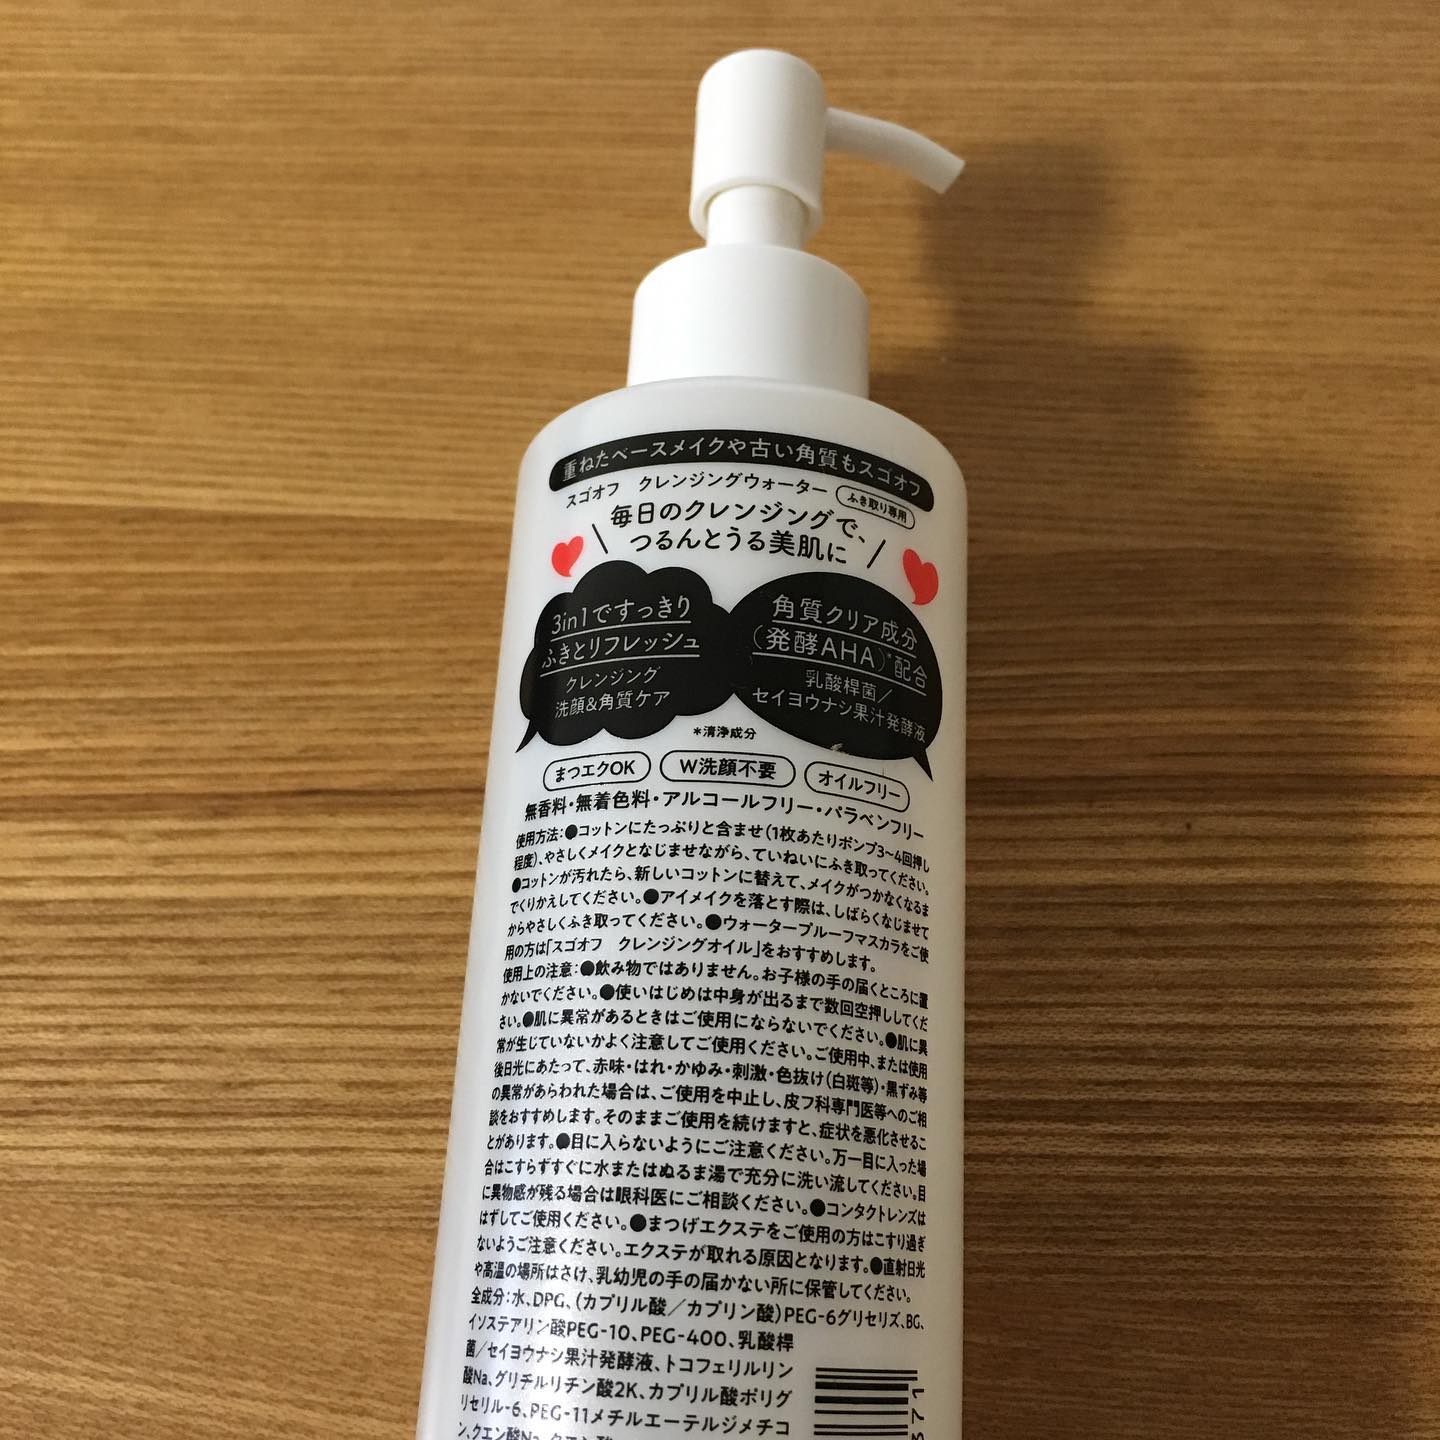 重ねたベースメイクや古い角質もスゴオフ
スゴオフ クレンジングウォーター ふき取り専用
毎日のクレンジングで、
つるんとうる美肌に
3in1ですっきり
ふきとりフレッシュ
クレンジング
洗顔&角質ケア
角質クリア成分
(発酵AHA)*配合
乳酸桿菌/
セイヨウナシ果汁発酵液
*清浄成分
まつエクOK W洗顔不要 オイルフリー
無香料・無着色料・アルコールフリー・パラベンフリー
使用方法:●コットンにたっぷりと含ませ(1枚あたりポンプ3~4回押し
程度)、やさしくメイクとなじませながら、ていねいにふき取ってください。
●コットンが汚れたら、新しいコットンに替えて、メイクがつかなくなるま
でくりかえしてください。●アイメイクを落とす際は、しばらくなじませて
からやさしくふき取ってください。●ウォータープルーフマスカラをご使
用の方は「スゴオフ クレンジングオイル」をおすすめします。
使用上の注意:●飲み物ではありません。お子様の手の届くところに置
かないでください。●使いはじめは中身が出るまで数回空押ししてくだ
さい。●肌に異常があるときはご使用にならないでください。●肌に異
常が生じていないかよく注意してご使用ください。ご使用中、または使用
後日光にあたって、赤味・はれ・かゆみ・刺激・色抜け(白斑等)・黒ずみ等
の異常があらわれた場合は、ご使用を中止し、皮フ科専門医等へのご相
談をおすすめします。そのままご使用を続けますと、症状を悪化させるこ
とがあります。●目に入らないようにご注意ください。万一目に入った場
合はこすらずすぐに水またはぬるま湯で充分に洗い流してください。目
に異物感が残る場合は眼科医にご相談ください。●コンタクトレンズは
はずしてご使用ください。●まつげエクステをご使用の方はこすり過ぎ
ないようご注意ください。エクステが取れる原因となります。●直射日光
や高温の場所はさけ、乳幼児の手の届かない所に保管してください。
全成分:水、DPG、(カプリル酸/カプリン酸)PEG-6グリセリズ、BG、
イソステアリン酸PEG-10、PEG-400、乳酸桿
菌/セイヨウナシ果汁発酵液、トコフェリルリン
酸Na、グリチルリチン酸2K、カプリル酸ポリグ
リセリル-6、PEG-11メチルエーテルジメチコ
ン、クエン酸Na、クエン酸